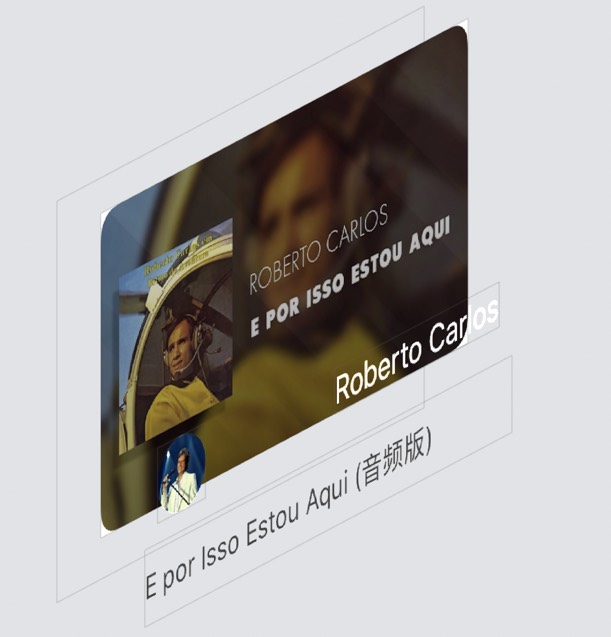 ROBERTO CARLOS
E POR ISSO ESTOU AQUI
Roberto Carlos
E por Isso Estou Aqui (音频版)